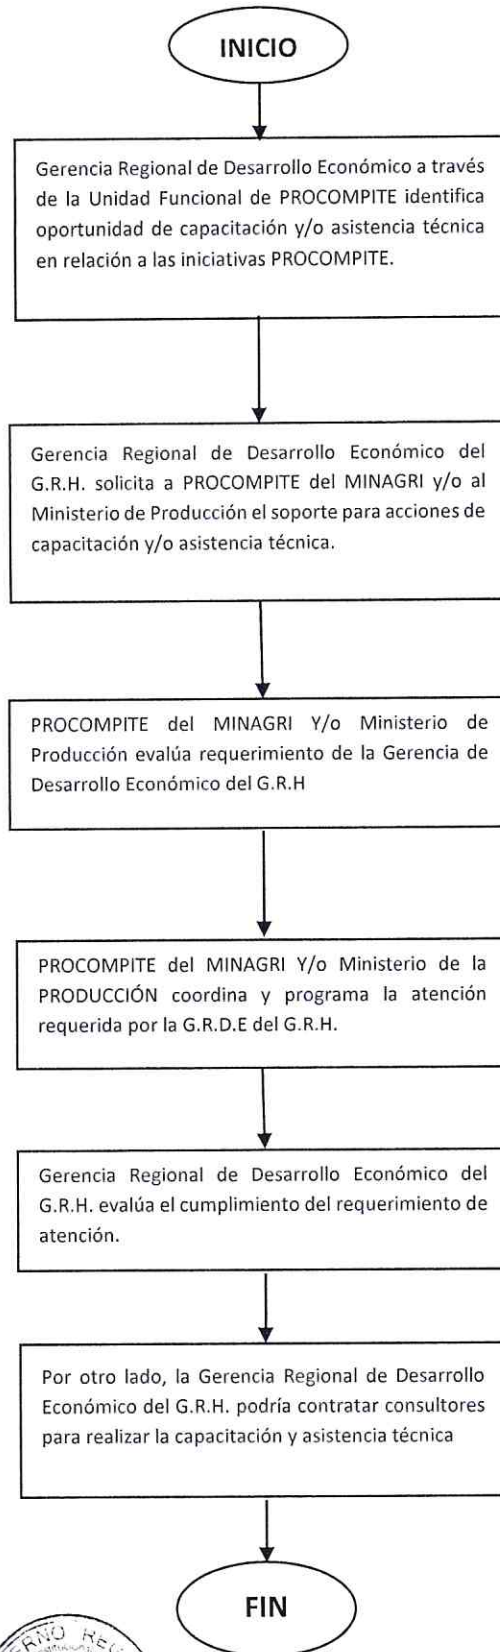 INICIO
Gerencia Regional de Desarrollo Económico a través
de la Unidad Funcional de PROCOMPITE identifica
oportunidad de capacitación y/o asistencia técnica
en relación a las iniciativas PROCOMPITE.
Gerencia Regional de Desarrollo Económico del
G.R.H. solicita a PROCOMPITE del MINAGRI y/o al
Ministerio de Producción el soporte para acciones de
capacitación y/o asistencia técnica.
PROCOMPITE del MINAGRI Y/o Ministerio de
Producción evalúa requerimiento de la Gerencia de
Desarrollo Económico del G.R.H
PROCOMPITE del MINAGRI Y/o Ministerio de la
PRODUCCIÓN coordina y programa la atención
requerida por la G.R.D.E del G.R.H.
Gerencia Regional de Desarrollo Económico del
G.R.H. evalúa el cumplimiento del requerimiento de
atención.
Por otro lado, la Gerencia Regional de Desarrollo
Económico del G.R.H. podría contratar consultores
para realizar la capacitación y asistencia técnica
FIN